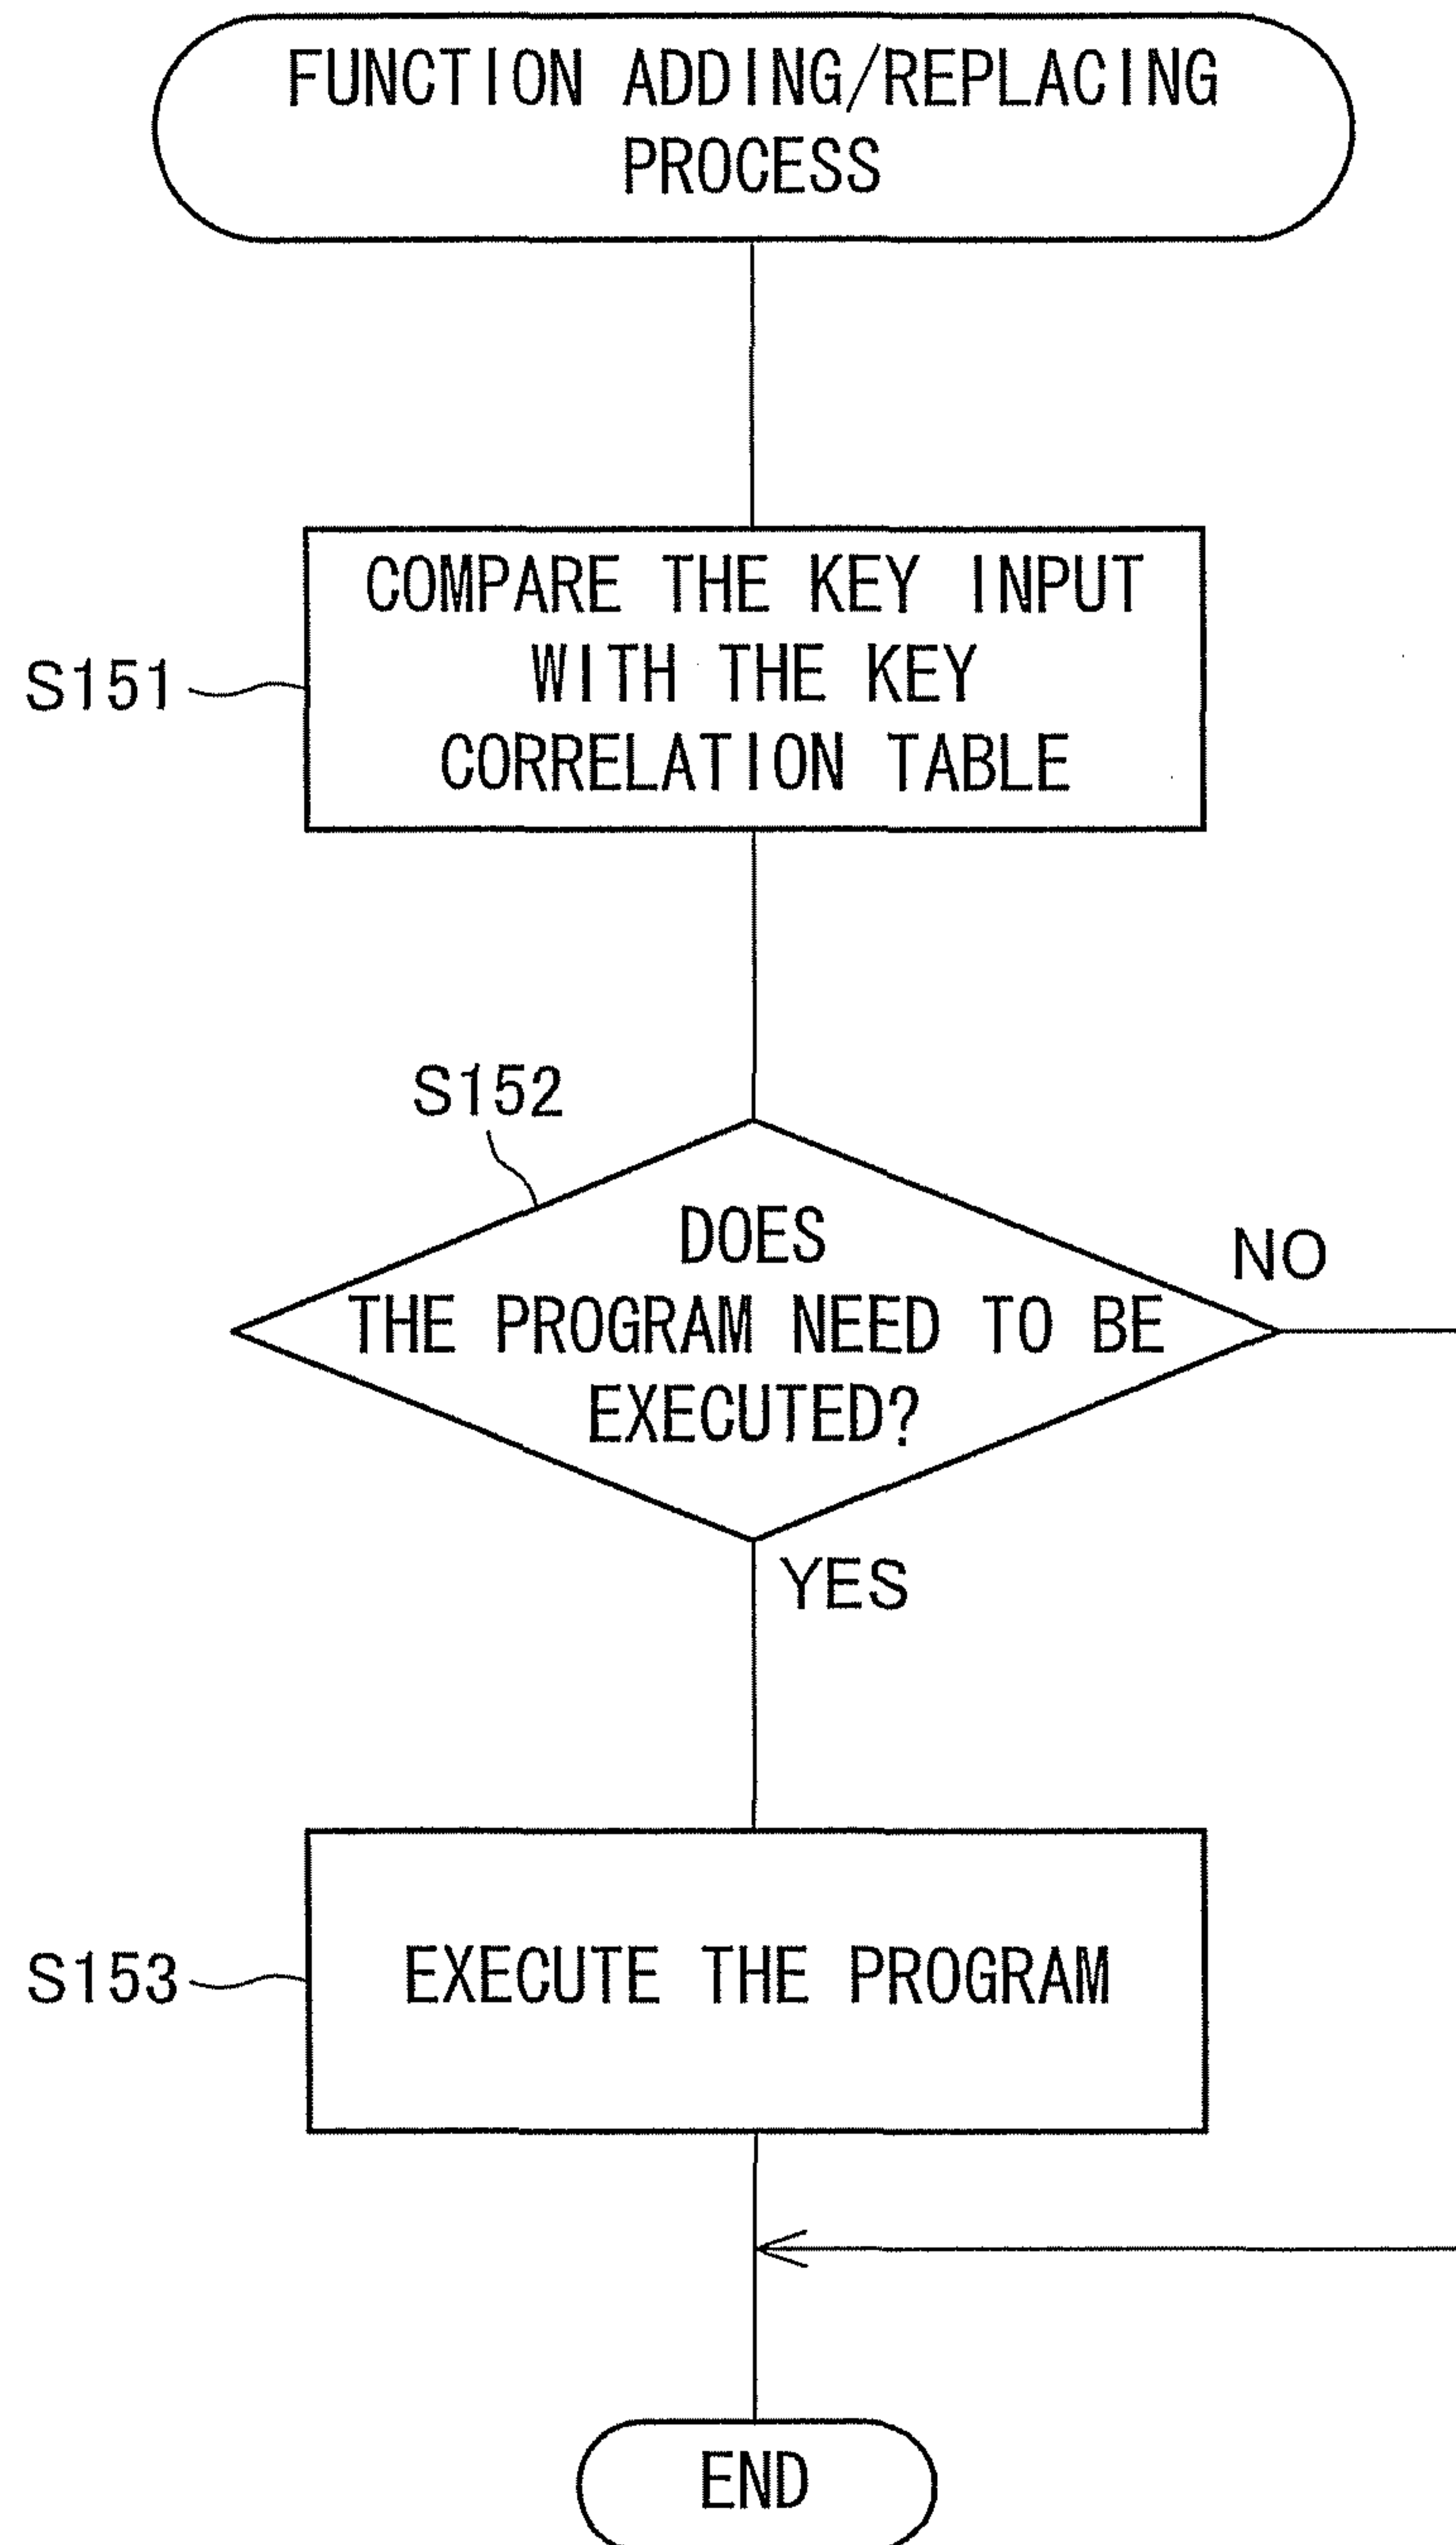 FUNCTION ADDING/REPLACING
PROCESS
COMPARE THE KEY INPUT
WITH THE KEY
CORRELATION TABLE
S151
S152
DOES
THE PROGRAM NEED TO BE
EXECUTED?
NO
YES
S153
EXECUTE THE PROGRAM
END